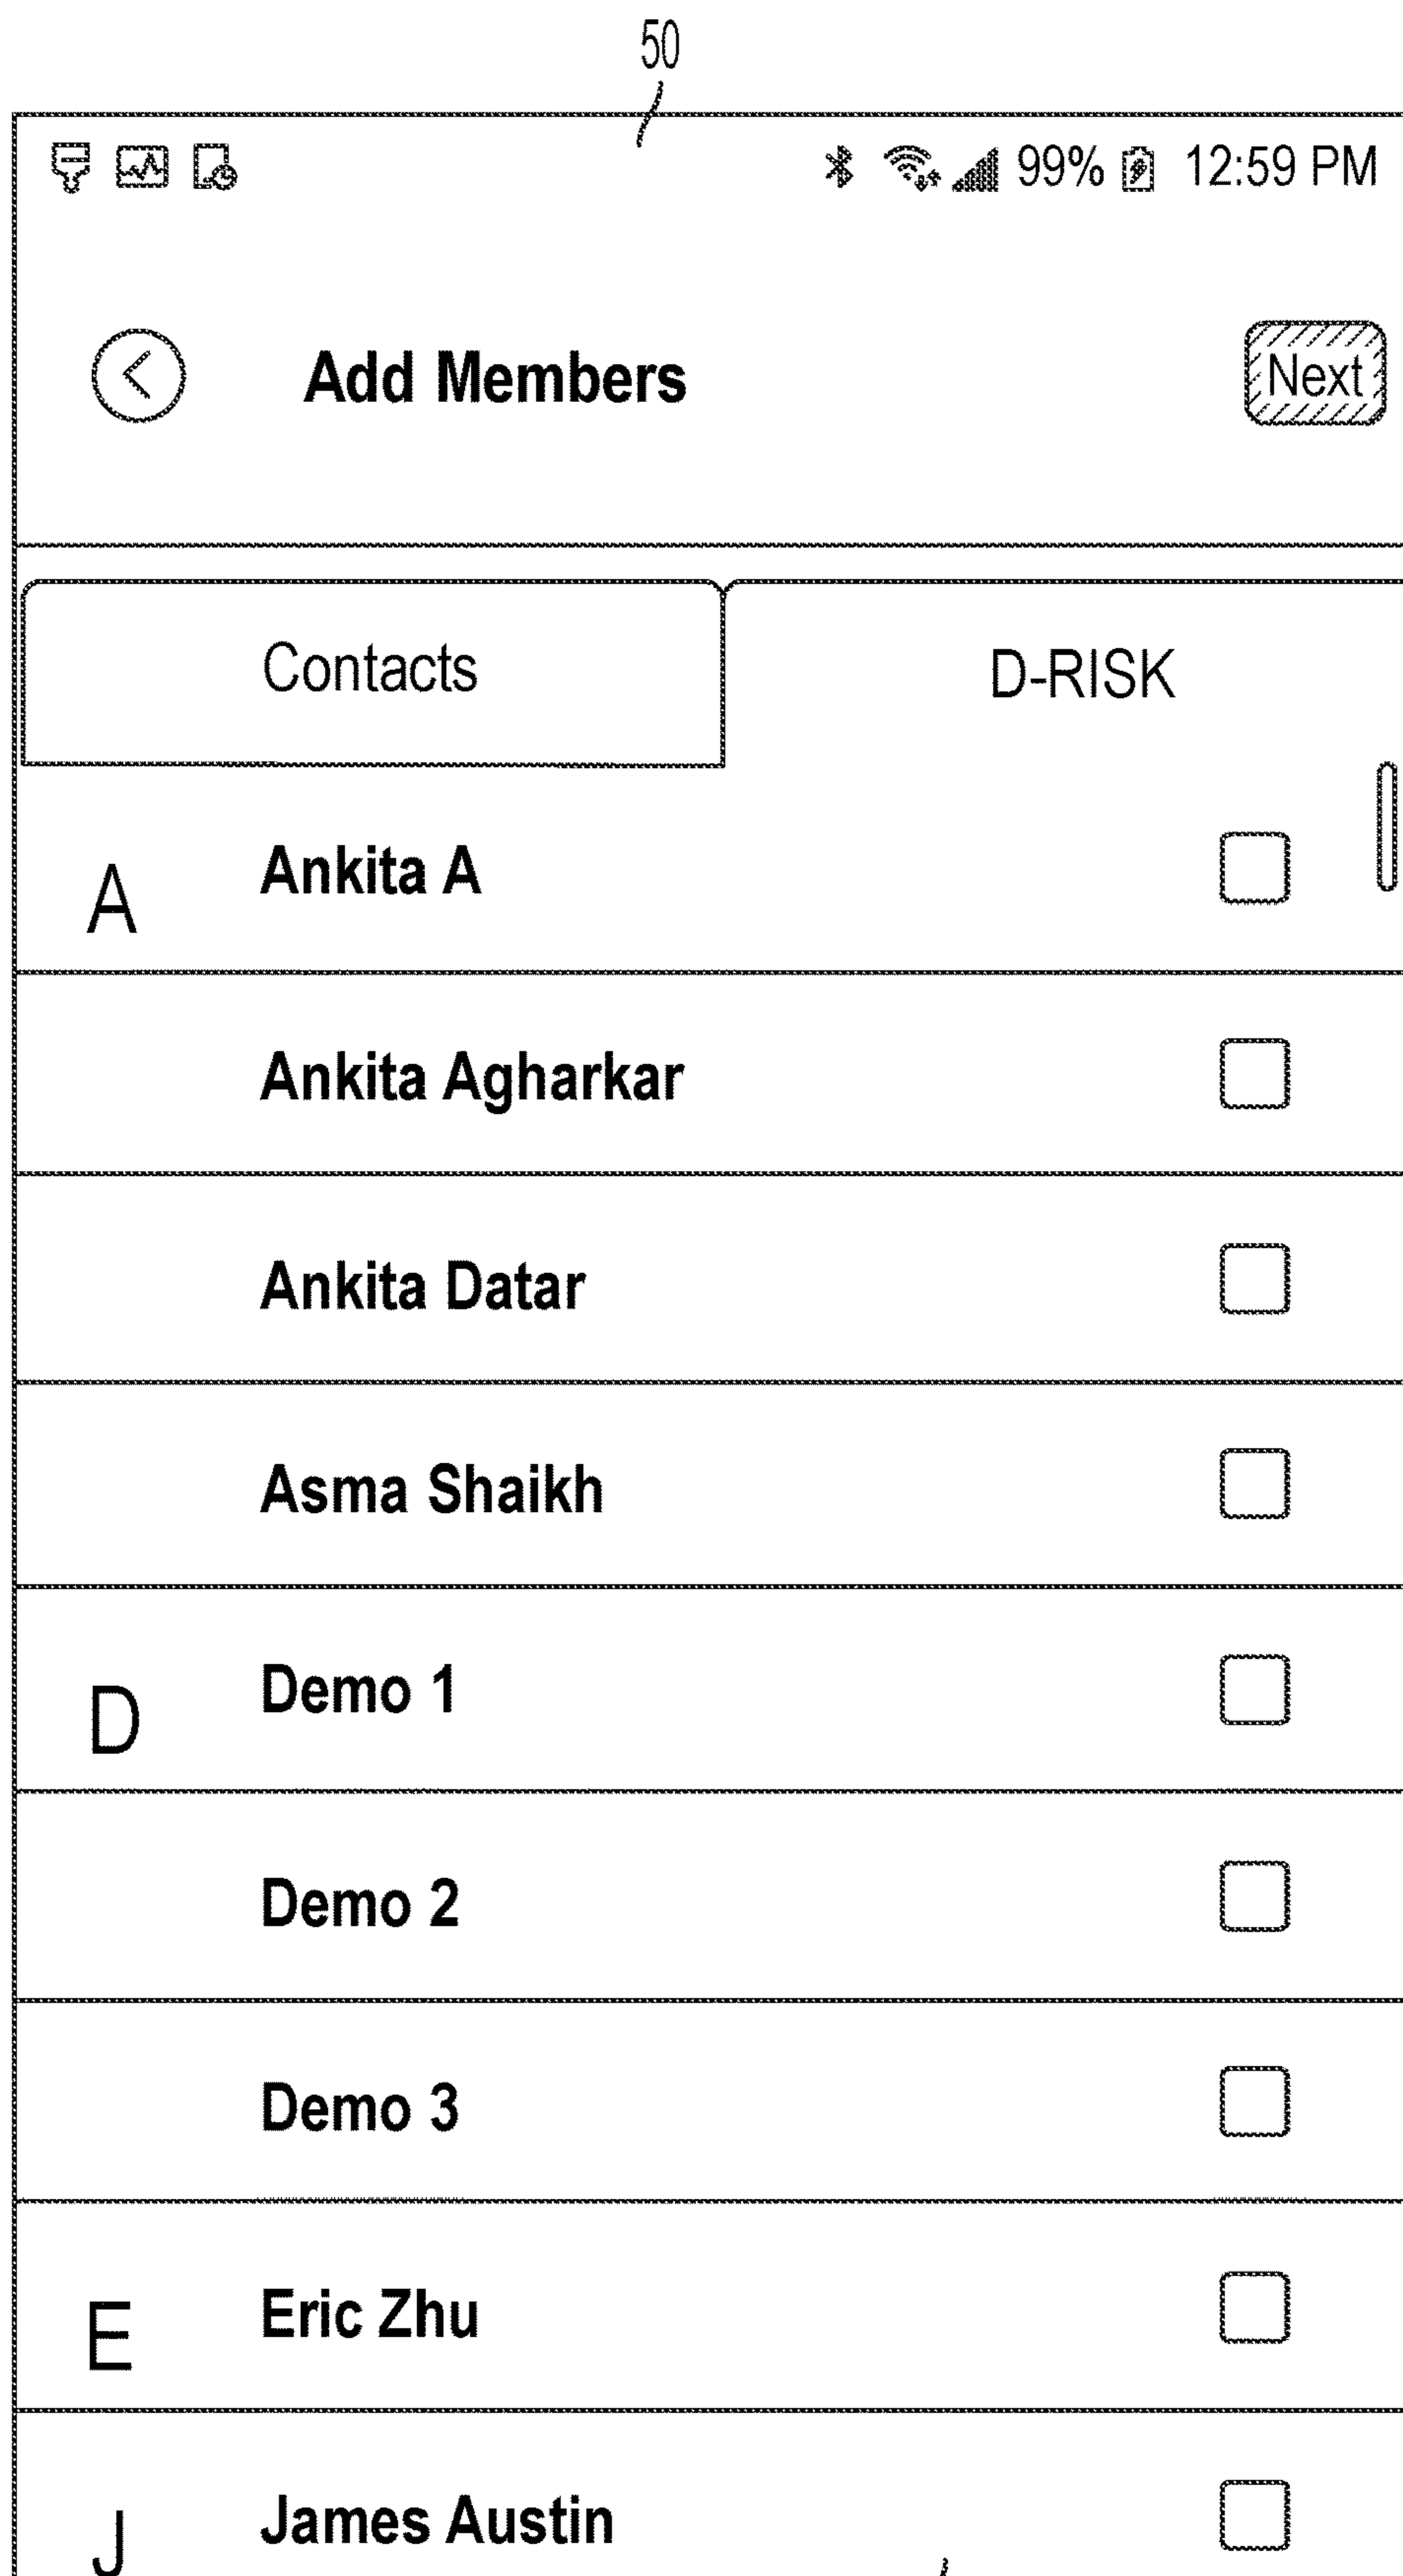 50
99% 12:59 PM
Add Members Next
Contacts D-RISK
A Ankita A
Ankita Agharkar
Ankita Datar
Asma Shaikh
D Demo 1
Demo 2
Demo 3
E Eric Zhu
J James Austin